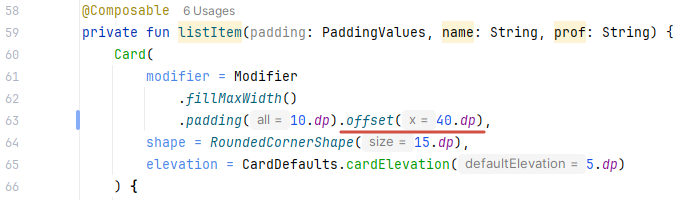 58 @Composable 6 Usages
59 private fun listItem(padding: PaddingValues, name: String, prof: String) {
60 Card(
61 modifier = Modifier
62 .fillMaxWidth()
63 .padding( all = 10.dp).offset( x = 40.dp),
64 shape = RoundedCornerShape( size = 15.dp),
65 elevation = CardDefaults.cardElevation( defaultElevation = 5.dp)
66 ) {